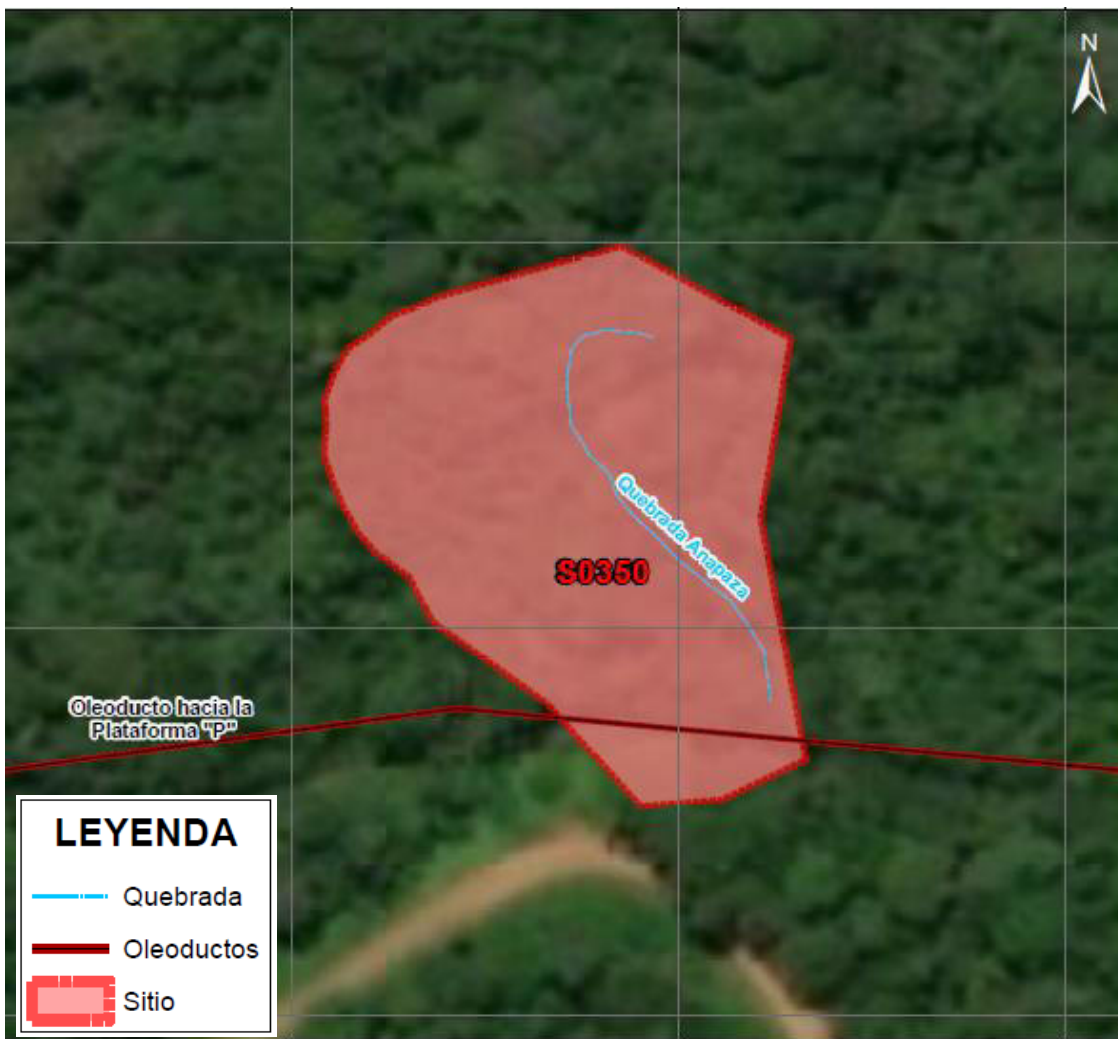 N
Quebrada Anapaza
S0350
Oleoducto hacia la
Plataforma "P"
LEYENDA
Quebrada
Oleoductos
Sitio